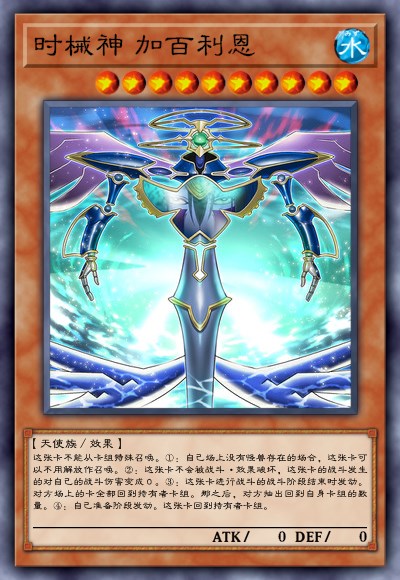 时械神 加百利恩
水
【天使族／效果】
这张卡不能从卡组特殊召唤。①：自己场上没有怪兽存在的场合，这张卡可
以不用解放作召唤。②：这张卡不会被战斗·效果破坏，这张卡的战斗发生
的对自己的战斗伤害变成０。③：这张卡进行战斗的战斗阶段结束时发动。
对方场上的卡全部回到持有者卡组。那之后，对方抽出回到自身卡组的数
量。④：自己准备阶段发动。这张卡回到持有者卡组。
ATK/ 0 DEF/ 0